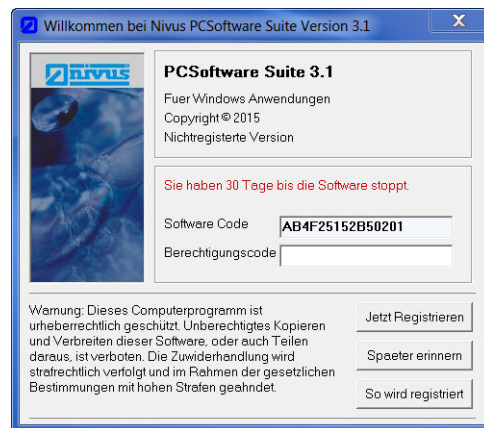 Willkommen bei Nivus PCSoftware Suite Version 3.1
nivus
PCSoftware Suite 3.1
Fuer Windows Anwendungen
Copyright © 2015
Nichtregisterte Version
Sie haben 30 Tage bis die Software stoppt.
Software Code AB4F25152B50201
Berechtigungscode
Warnung: Dieses Computerprogramm ist
urheberrechtlich geschützt. Unberechtigtes Kopieren
und Verbreiten dieser Software, oder auch Teilen
daraus, ist verboten. Die Zuwiderhandlung wird
strafrechtlich verfolgt und im Rahmen der gesetzlichen
Bestimmungen mit hohen Strafen geahndet.
Jetzt Registrieren
Spaeter erinnern
So wird registriert